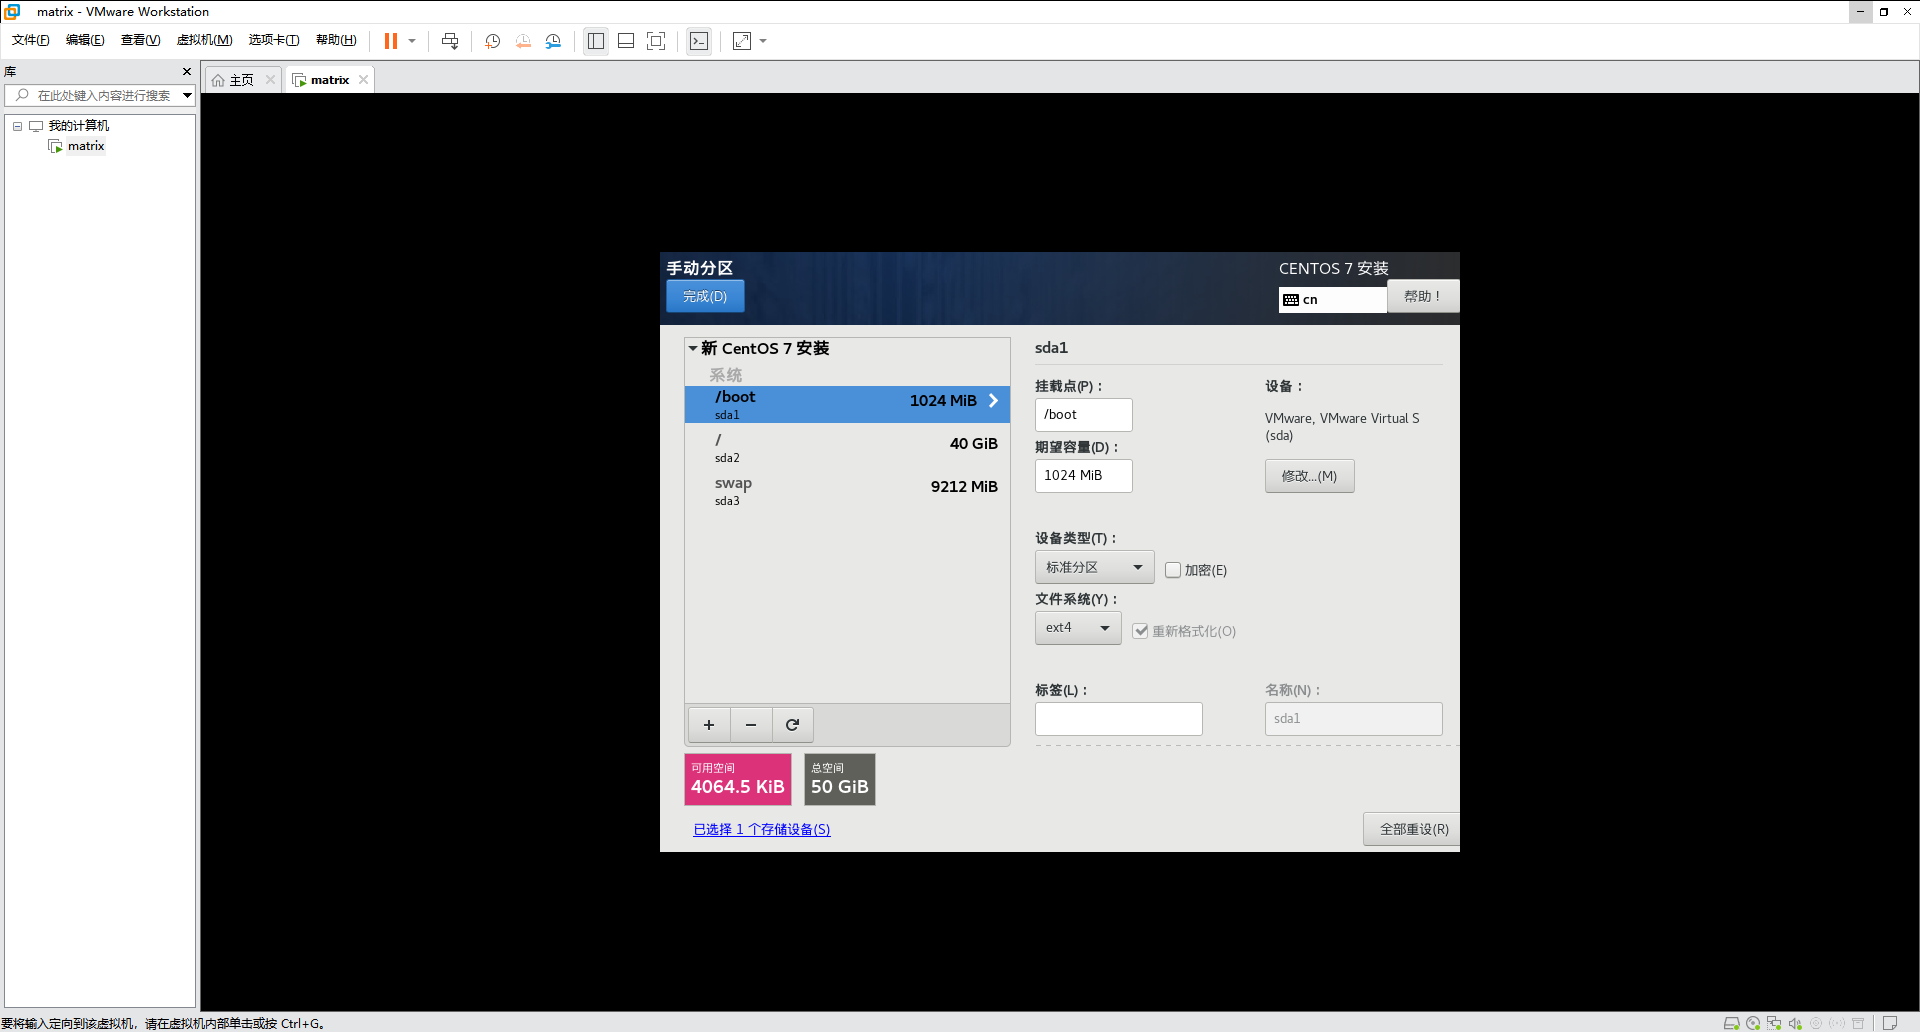 matrix - VMware Workstation
文件(F) 编辑(E) 查看(V) 虚拟机(M) 选项卡(T) 帮助(H)
库
在此处键入内容进行搜索
我的计算机
matrix
主页
matrix
手动分区
完成(D)
CENTOS 7 安装
cn
帮助！
新 CentOS 7 安装
系统
/boot
sda1
1024 MiB
/
sda2
40 GiB
swap
sda3
9212 MiB
可用空间
4064.5 KiB
总空间
50 GiB
已选择 1 个存储设备(S)
sda1
挂载点(P)：
/boot
期望容量(D)：
1024 MiB
设备：
VMware, VMware Virtual S
(sda)
修改...(M)
设备类型(T)：
标准分区
加密(E)
文件系统(Y)：
ext4
重新格式化(O)
标签(L)：
名称(N)：
sda1
全部重设(R)
要将输入定向到该虚拟机，请在虚拟机内部单击或按 Ctrl+G。